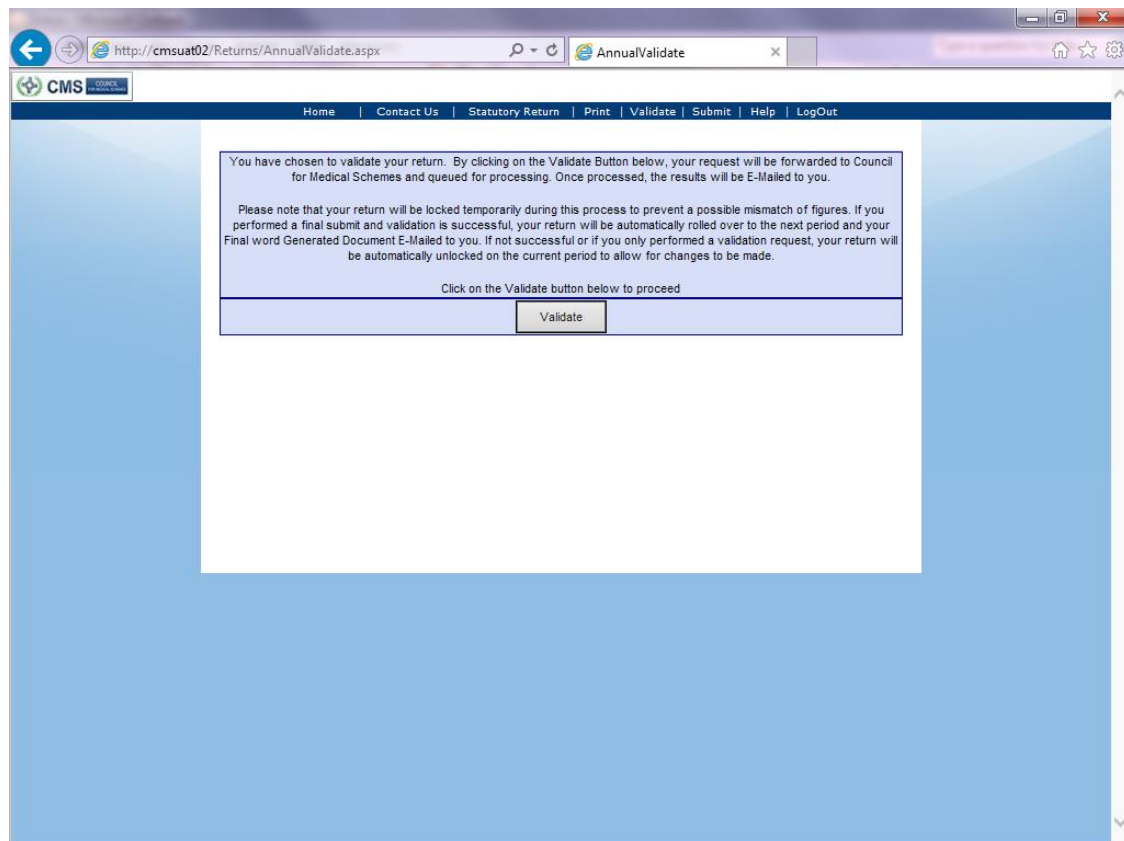 http://cmsuat02/Returns/AnnualValidate.aspx
AnnualValidate
CMS COUNCIL
Home | Contact Us | Statutory Return | Print | Validate | Submit | Help | LogOut
You have chosen to validate your return. By clicking on the Validate Button below, your request will be forwarded to Council
for Medical Schemes and queued for processing. Once processed, the results will be E-Mailed to you.
Please note that your return will be locked temporarily during this process to prevent a possible mismatch of figures. If you
performed a final submit and validation is successful, your return will be automatically rolled over to the next period and your
Final word Generated Document E-Mailed to you. If not successful or if you only performed a validation request, your return will
be automatically unlocked on the current period to allow for changes to be made.
Click on the Validate button below to proceed
Validate